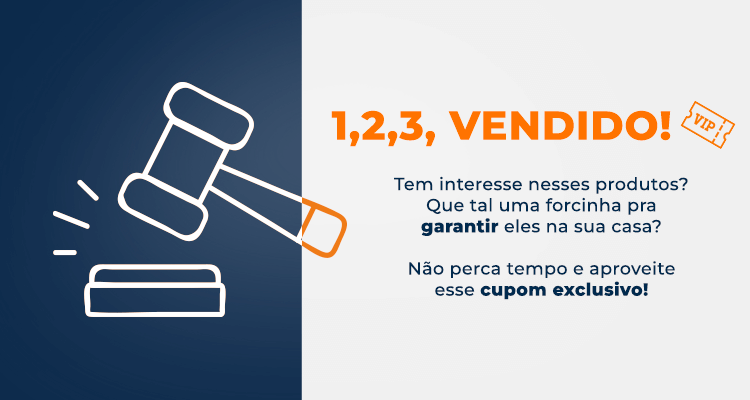 1,2,3, VENDIDO!
VIP
Tem interesse nesses produtos?
Que tal uma forcinha pra
garantir eles na sua casa?
Não perca tempo e aproveite
esse cupom exclusivo!